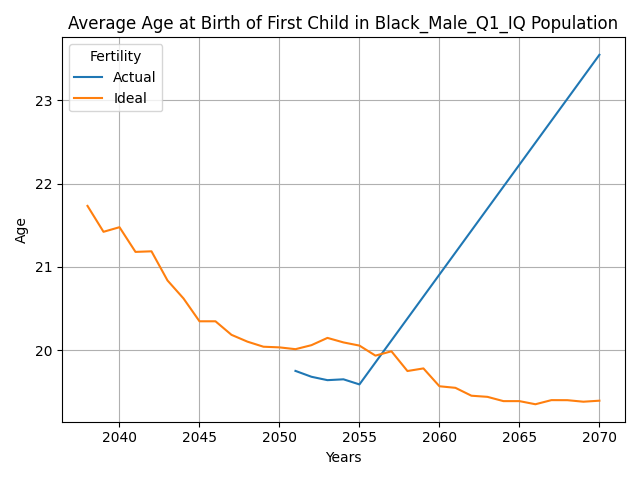 Average Age at Birth of First Child in Black_Male_Q1_IQ Population
Fertility
Actual
Ideal
Age
23
22
21
20
2040 2045 2050 2055 2060 2065 2070
Years